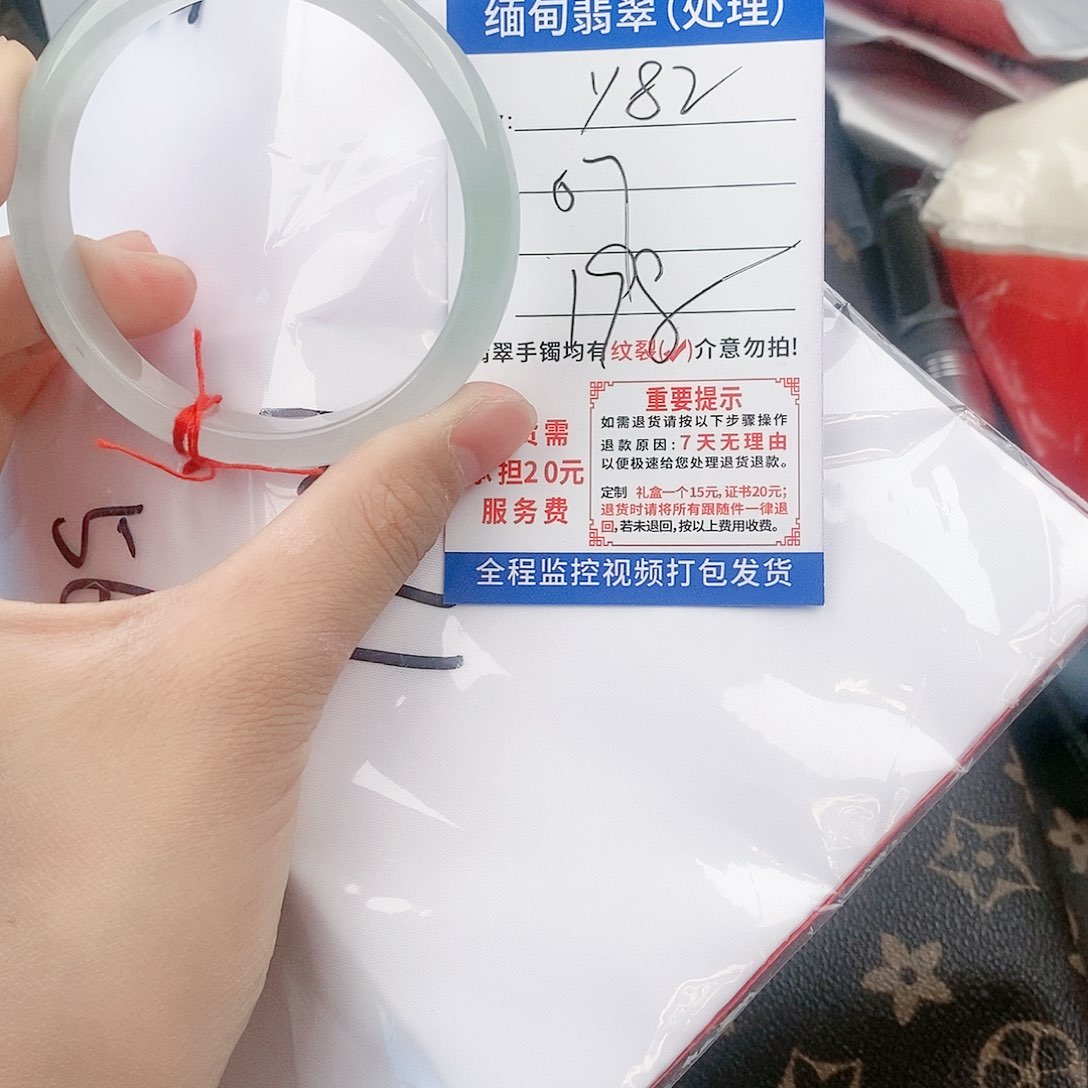 缅甸翡翠(处理)
y82
07
198
翡翠手镯均有纹裂(✓)介意勿拍!
重要提示
如需退货请按以下步骤操作
退款原因:7天无理由
以便极速给您处理退货退款。
定制 礼盒一个15元,证书20元;
退货时请将所有跟随件一律退
回,若未退回,按以上费用收费。
货需
担20元
服务费
全程监控视频打包发货
5